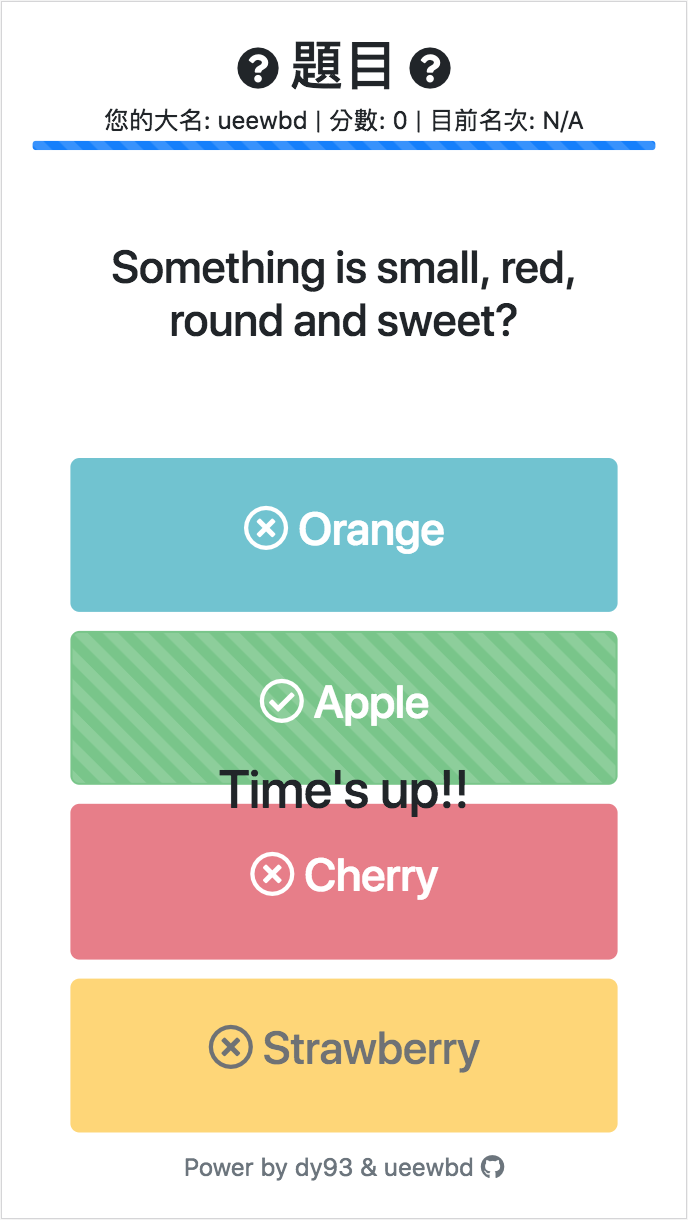 題目
您的大名: ueewbd | 分數: 0 | 目前名次: N/A
Something is small, red,
round and sweet?
Orange
Apple
Time's up!!
Cherry
Strawberry
Power by dy93 & ueewbd